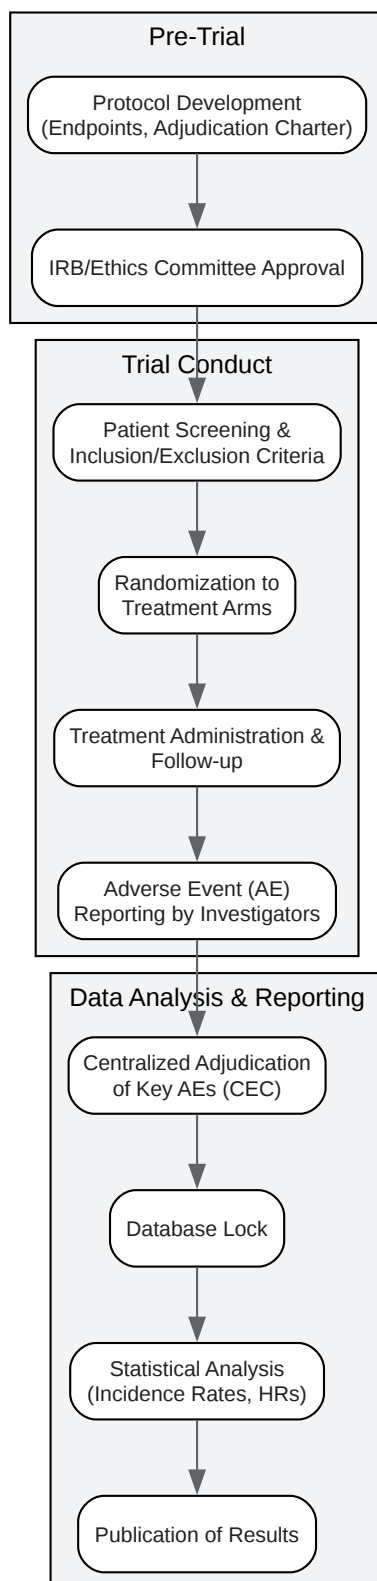 Pre-Trial
Protocol Development
(Endpoints, Adjudication Charter)
IRB/Ethics Committee Approval
Trial Conduct
Patient Screening &
Inclusion/Exclusion Criteria
Randomization to
Treatment Arms
Treatment Administration &
Follow-up
Adverse Event (AE)
Reporting by Investigators
Data Analysis & Reporting
Centralized Adjudication
of Key AEs (CEC)
Database Lock
Statistical Analysis
(Incidence Rates, HRs)
Publication of Results